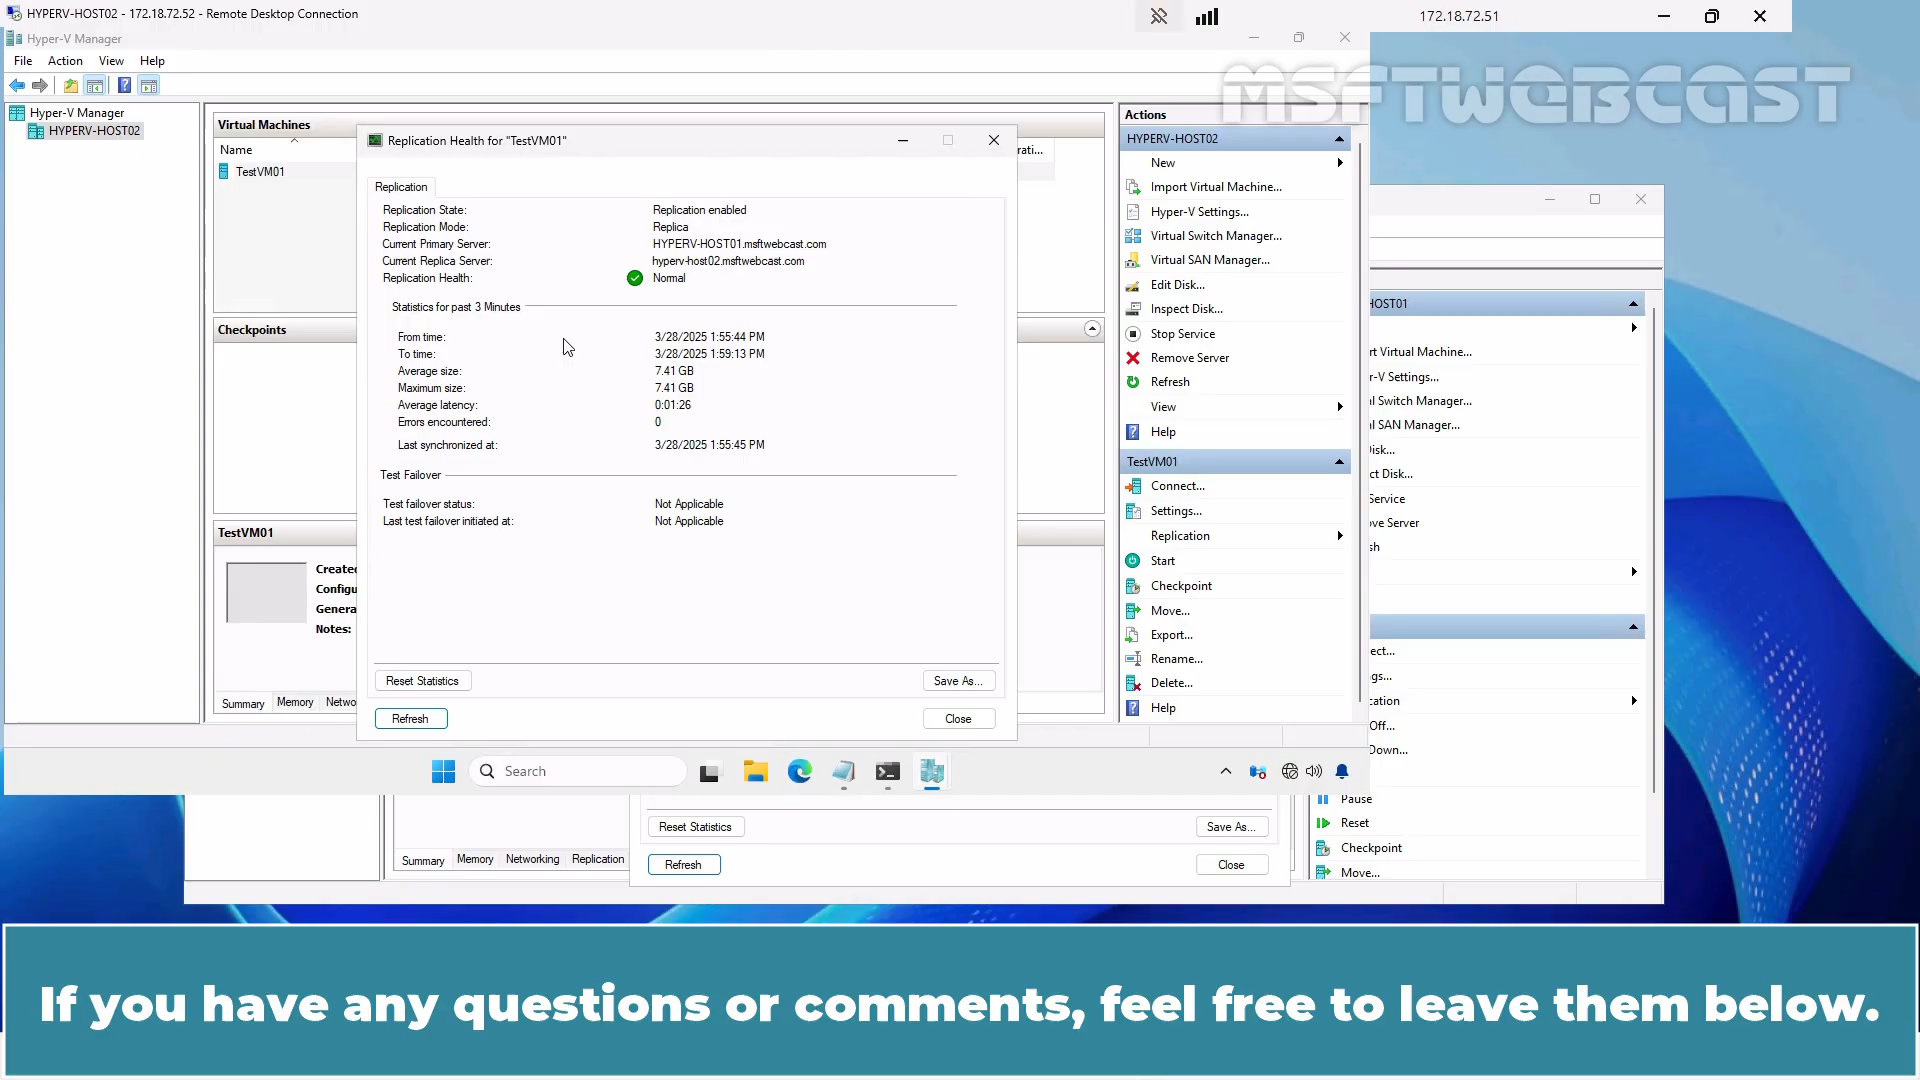 HYPERV-HOST02 - 172.18.72.52 - Remote Desktop Connection
172.18.72.51
Hyper-V Manager
MSFTWEBCAST
File Action View Help
Hyper-V Manager
HYPERV-HOST02
Virtual Machines
Name
TestVM01
Checkpoints
TestVM01
Created
Configu
Genera
Notes:
Summary Memory Netwo
Replication Health for "TestVM01"
rati...
Replication
Replication State: Replication enabled
Replication Mode: Replica
Current Primary Server: HYPERV-HOST01.msftwebcast.com
Current Replica Server: hyperv-host02.msftwebcast.com
Replication Health: Normal
Statistics for past 3 Minutes
From time: 3/28/2025 1:55:44 PM
To time: 3/28/2025 1:59:13 PM
Average size: 7.41 GB
Maximum size: 7.41 GB
Average latency: 0:01:26
Errors encountered: 0
Last synchronized at: 3/28/2025 1:55:45 PM
Test Failover
Test failover status: Not Applicable
Last test failover initiated at: Not Applicable
Reset Statistics Save As...
Refresh Close
Actions
HYPERV-HOST02
New
Import Virtual Machine...
Hyper-V Settings...
Virtual Switch Manager...
Virtual SAN Manager...
Edit Disk...
Inspect Disk...
Stop Service
Remove Server
Refresh
View
Help
TestVM01
Connect...
Settings...
Replication
Start
Checkpoint
Move...
Export...
Rename...
Delete...
Help
HOST01
rt Virtual Machine...
r-V Settings...
al Switch Manager...
al SAN Manager...
isk...
ct Disk...
Service
ve Server
sh
ect...
gs...
cation
Off...
Down...
Pause
Reset
Checkpoint
Move...
Search
Reset Statistics Save As...
Summary Memory Networking Replication
Refresh Close
If you have any questions or comments, feel free to leave them below.